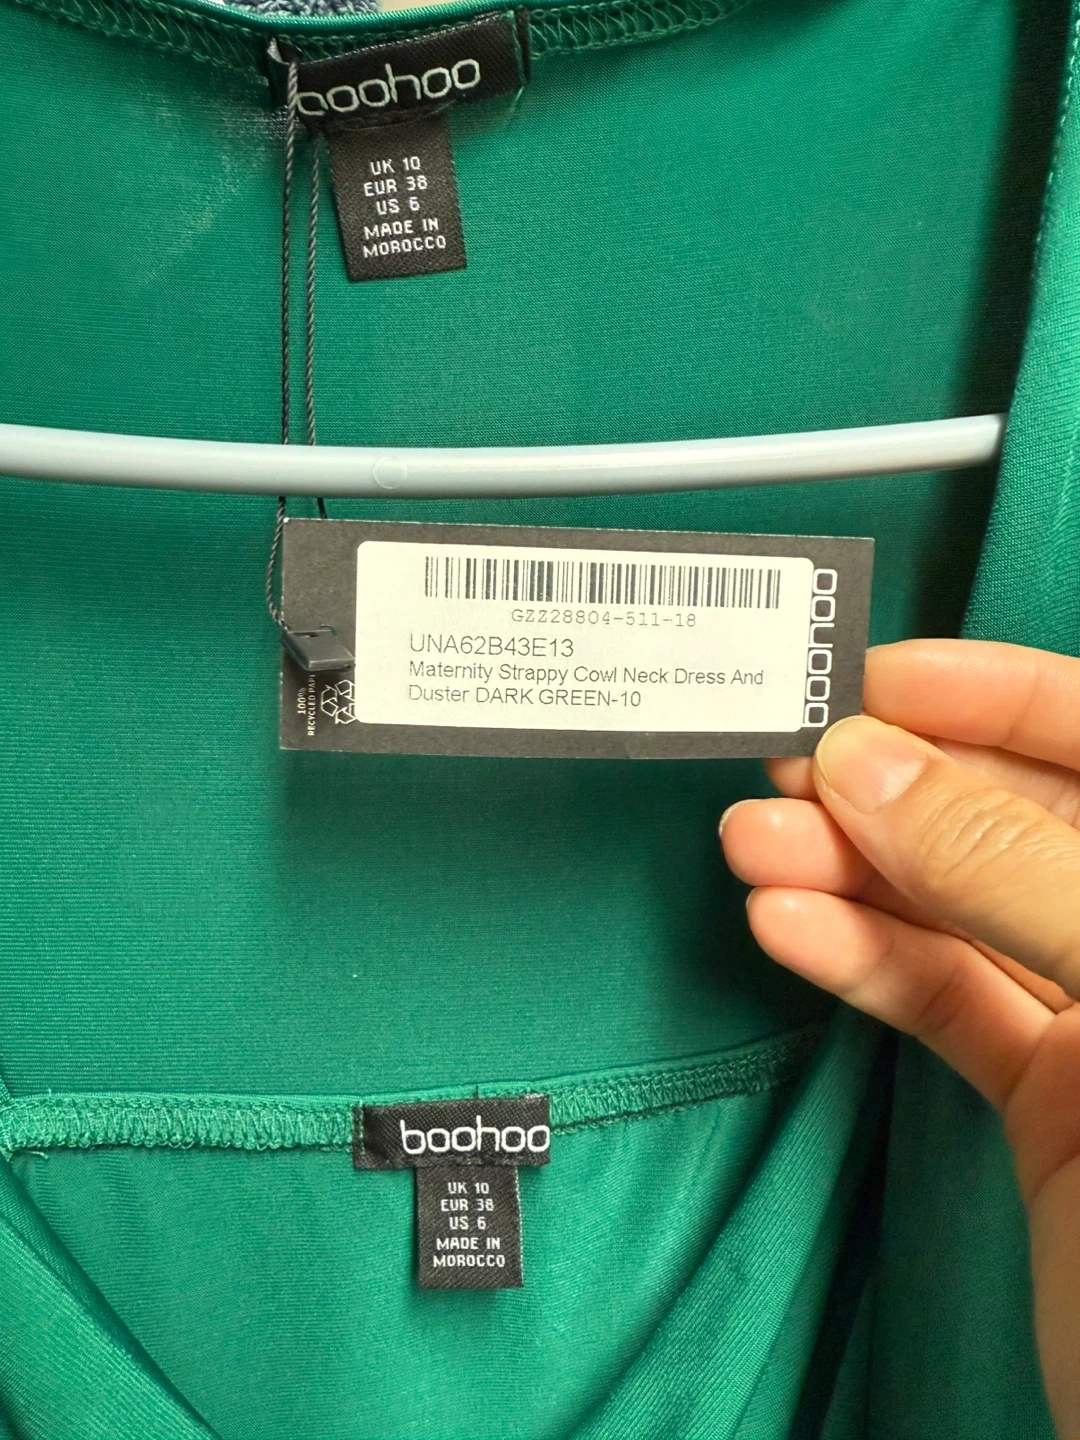 boohoo
UK 10
EUR 38
US 6
MADE IN
MOROCCO
boohoo
GZZ28804-511-18
UNA62B43E13
Maternity Strappy Cowl Neck Dress And
Duster DARK GREEN-10
100%
RECYCLED PAPE
boohoo
UK 10
EUR 38
US 6
MADE IN
MOROCCO